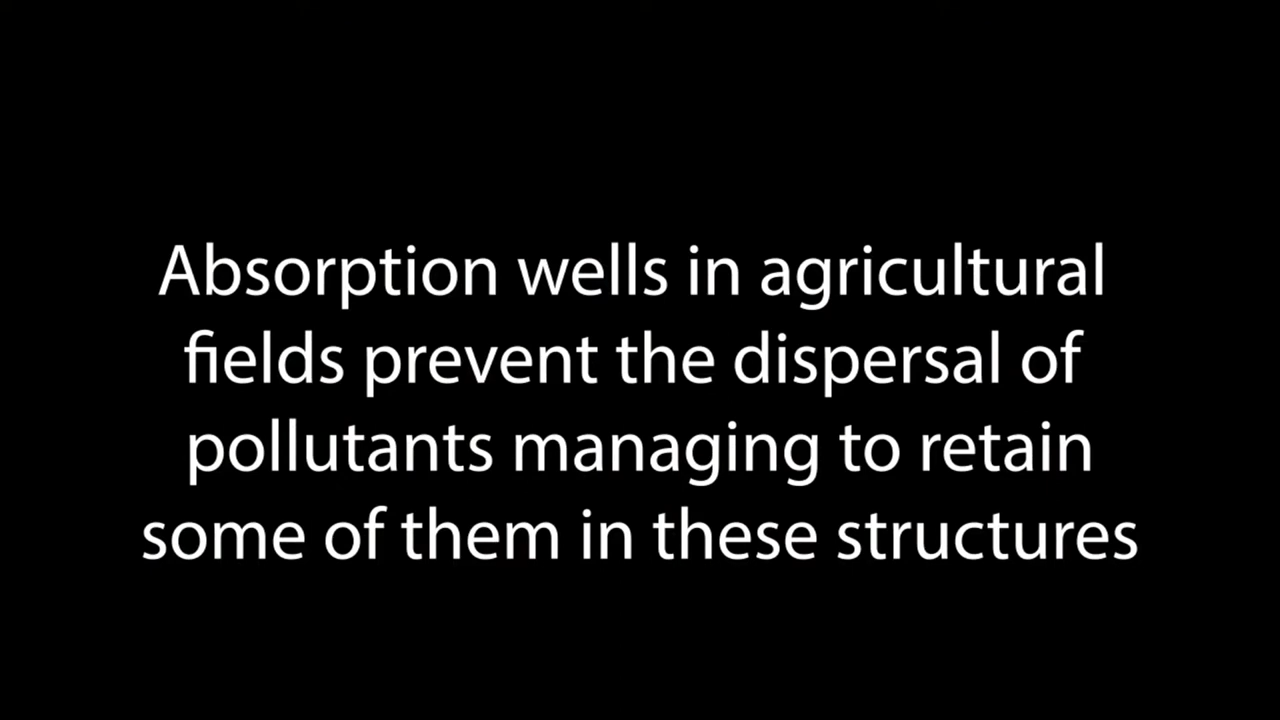 Absorption wells in agricultural
fields prevent the dispersal of
pollutants managing to retain
some of them in these structures